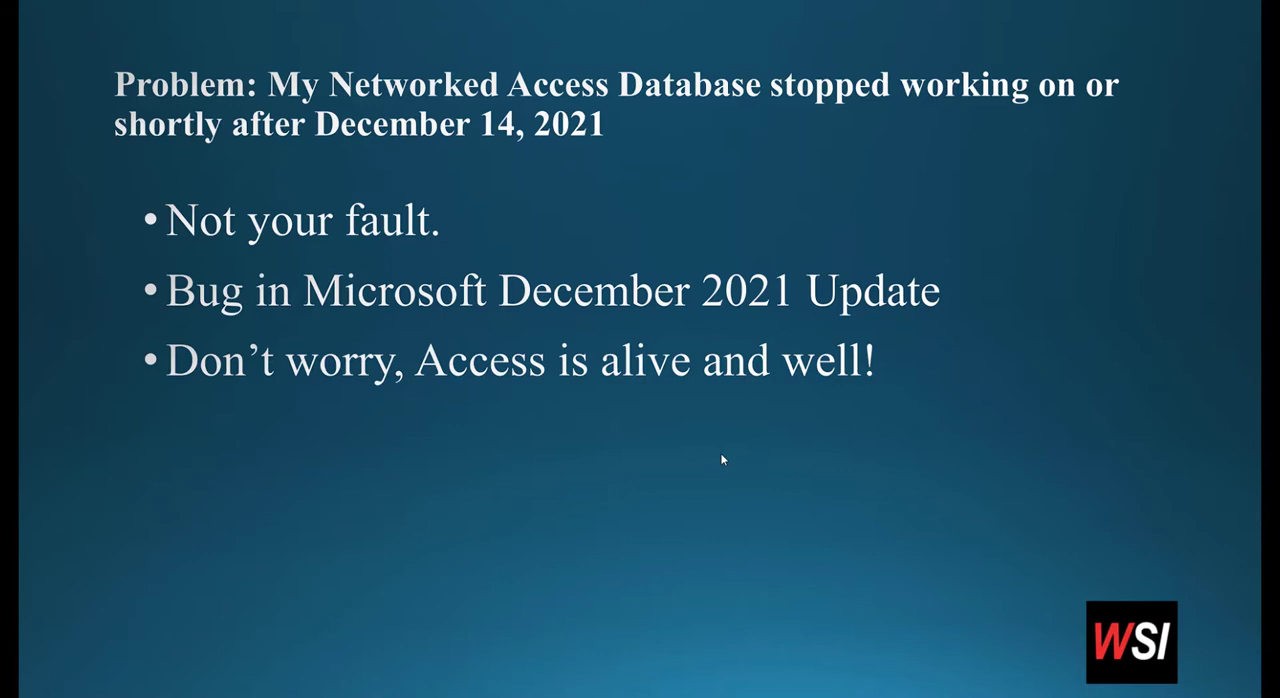 Problem: My Networked Access Database stopped working on or
shortly after December 14, 2021
• Not your fault.
• Bug in Microsoft December 2021 Update
• Don’t worry, Access is alive and well!
WSI